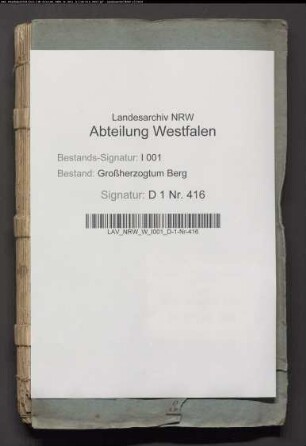 Landesarchiv NRW
Abteilung Westfalen
Bestands-Signatur: I 001
Bestand: Großherzogtum Berg
Signatur: D 1 Nr. 416
LAV_NRW_W_I001_D-1-Nr-416